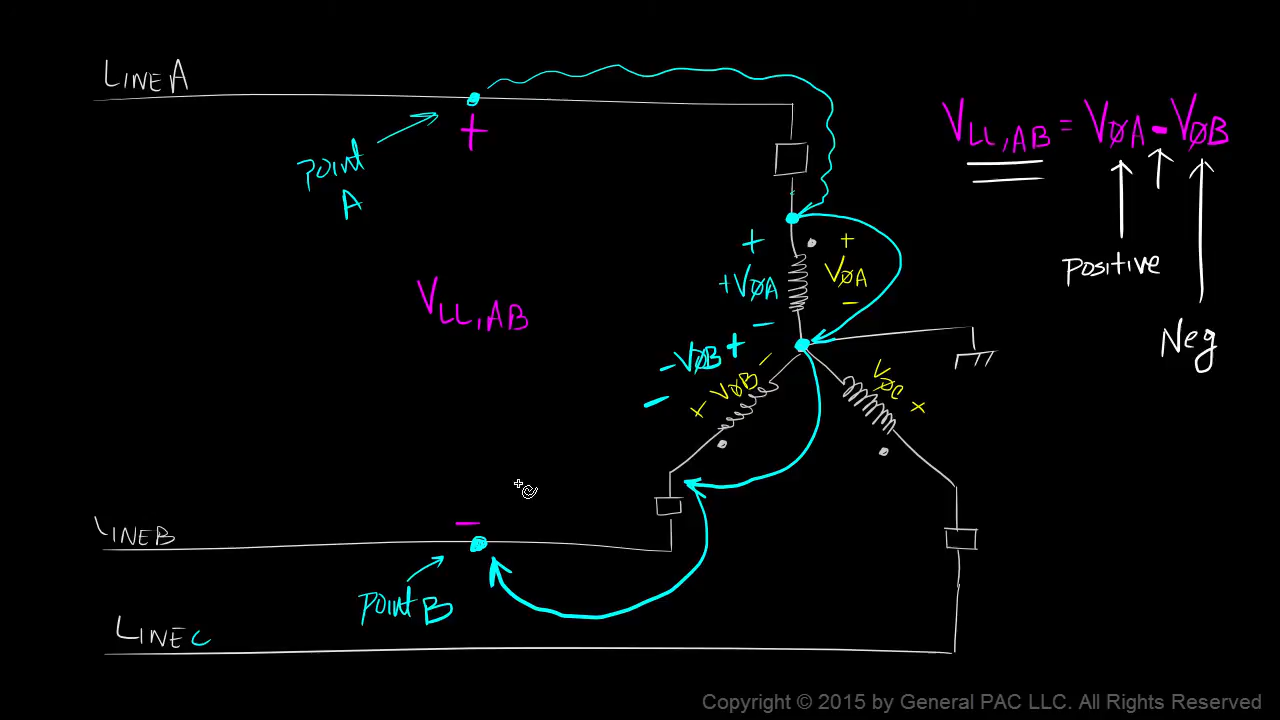 LINE A
+
Point
A
VLL,AB = VØA - VØB
Positive
Neg
VLL,AB
+
+VØA
-
+
VØA
-
-VØB +
-
+ VØB -
VØC +
-
LINE B
Point B
LINE C
Copyright © 2015 by General PAC LLC. All Rights Reserved